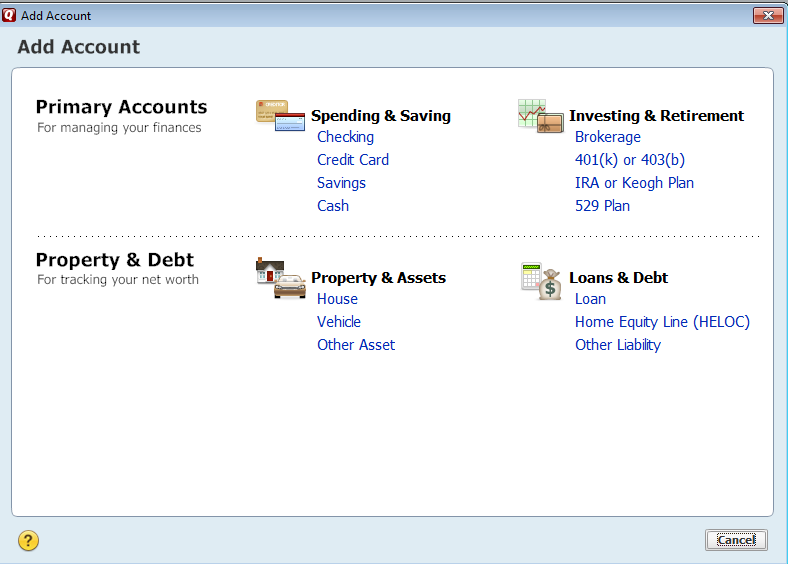 Add Account
Add Account
Primary Accounts
For managing your finances
Spending & Saving
Checking
Credit Card
Savings
Cash
Investing & Retirement
Brokerage
401(k) or 403(b)
IRA or Keogh Plan
529 Plan
Property & Debt
For tracking your net worth
Property & Assets
House
Vehicle
Other Asset
Loans & Debt
Loan
Home Equity Line (HELOC)
Other Liability
?
Cancel